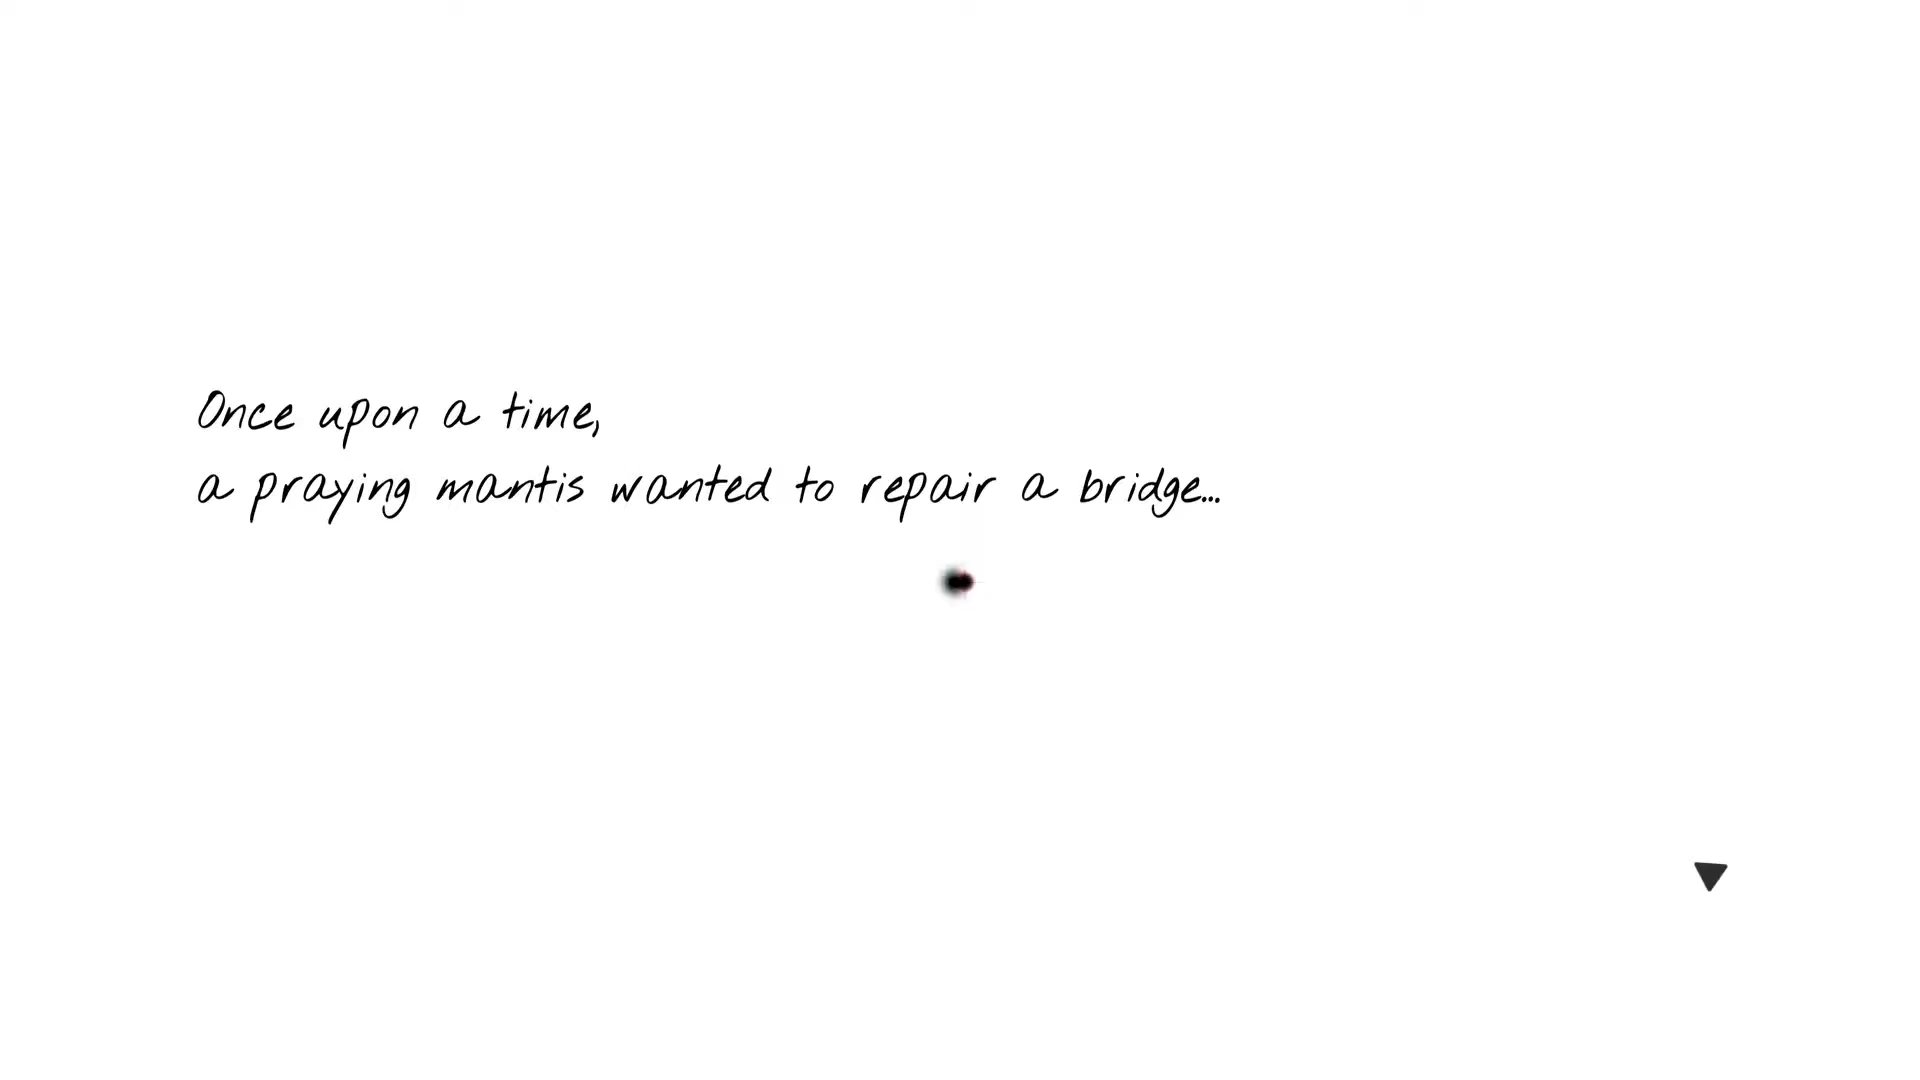 Once upon a time,
a praying mantis wanted to repair a bridge...